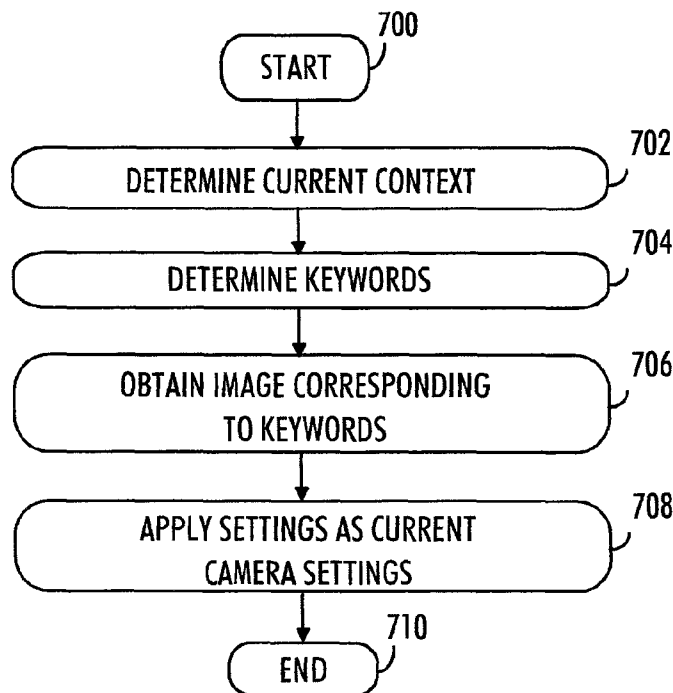 700
START
702
DETERMINE CURRENT CONTEXT
704
DETERMINE KEYWORDS
706
OBTAIN IMAGE CORRESPONDING
TO KEYWORDS
708
APPLY SETTINGS AS CURRENT
CAMERA SETTINGS
710
END